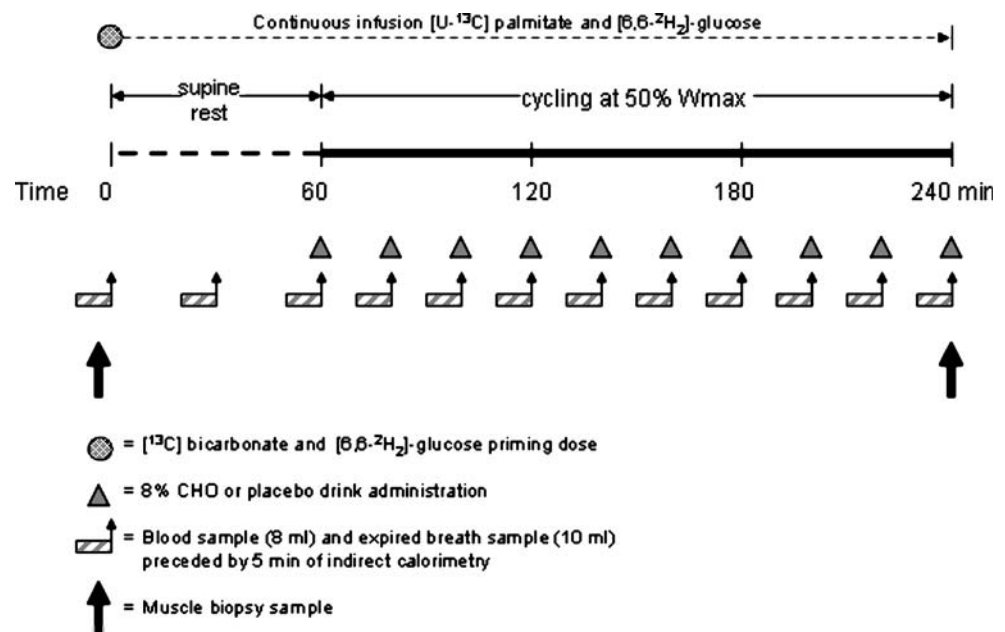 Continuous infusion [U-¹³C] palmitate and [6,6-²H₂]-glucose
supine
rest
cycling at 50% Wmax
Time 0 60 120 180 240 min
= [¹³C] bicarbonate and [6,6-²H₂]-glucose priming dose
= 8% CHO or placebo drink administration
= Blood sample (8 ml) and expired breath sample (10 ml)
preceded by 5 min of indirect calorimetry
= Muscle biopsy sample